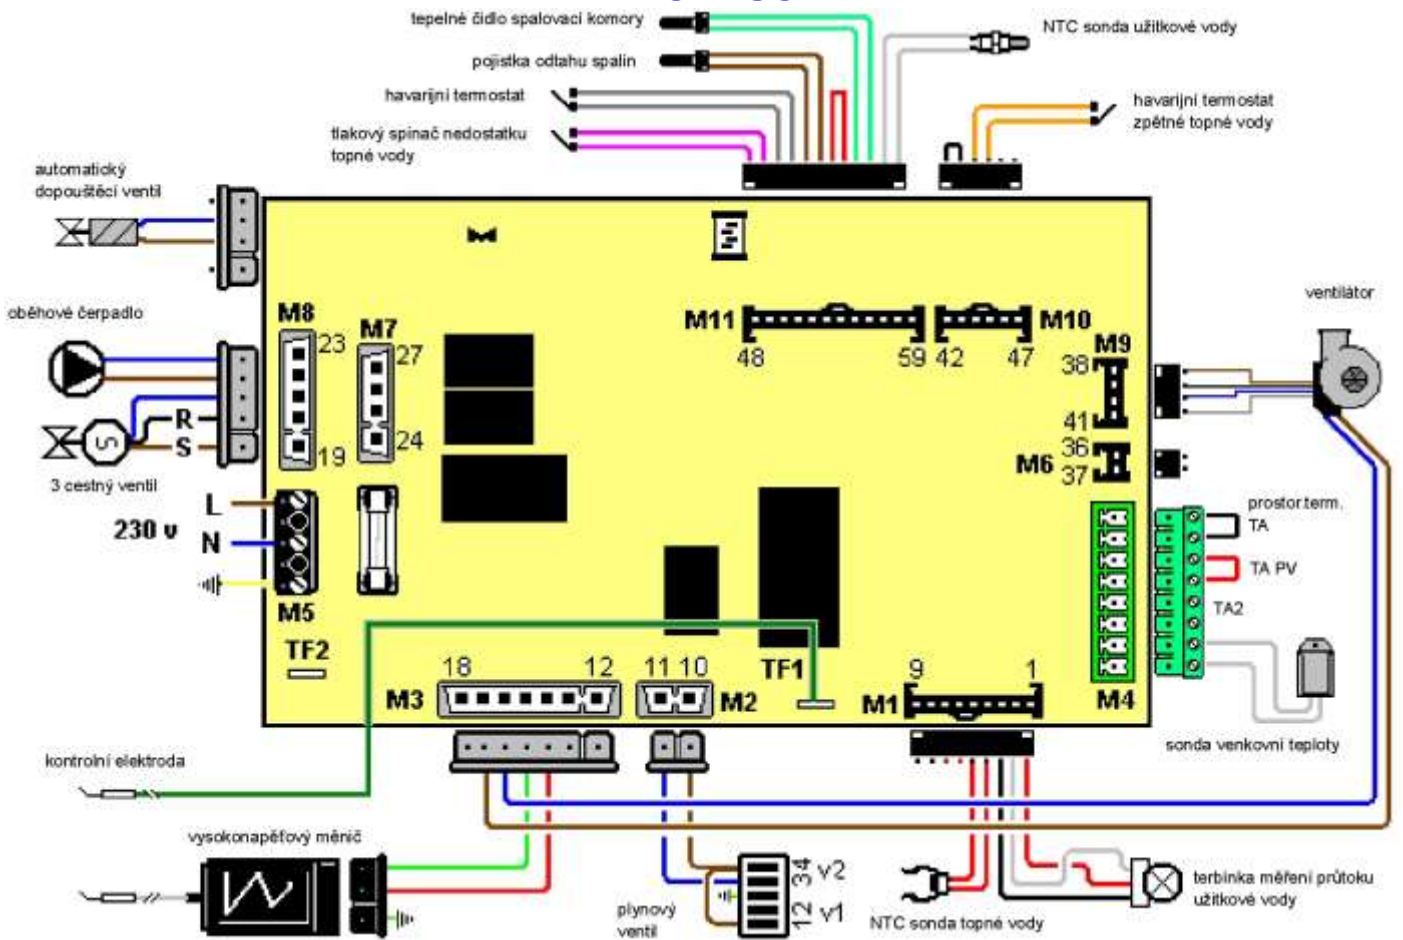 tepelné čidlo spalovací komory
NTC sonda užitkové vody
pojistka odtahu spalin
havarijní termostat
havarijní termostat
zpětné topné vody
tlakový spínač nedostatku
topné vody
automatický
dopouštěcí ventil
oběhové čerpadlo
ventilátor
M8
M7
23
27
M11
M10
48
59
42
47
M9
38
41
R
S
19
24
36
M6
37
3 cestný ventil
L
230 v
N
prostor.term.
TA
TA PV
TA2
M5
TF2
18
12
11
10
TF1
9
1
M3
M2
M1
M4
sonda venkovní teploty
kontrolní elektroda
vysokonapěťový měnič
34
v2
12
v1
plynový
ventil
NTC sonda topné vody
terbinka měření průtoku
užitkové vody